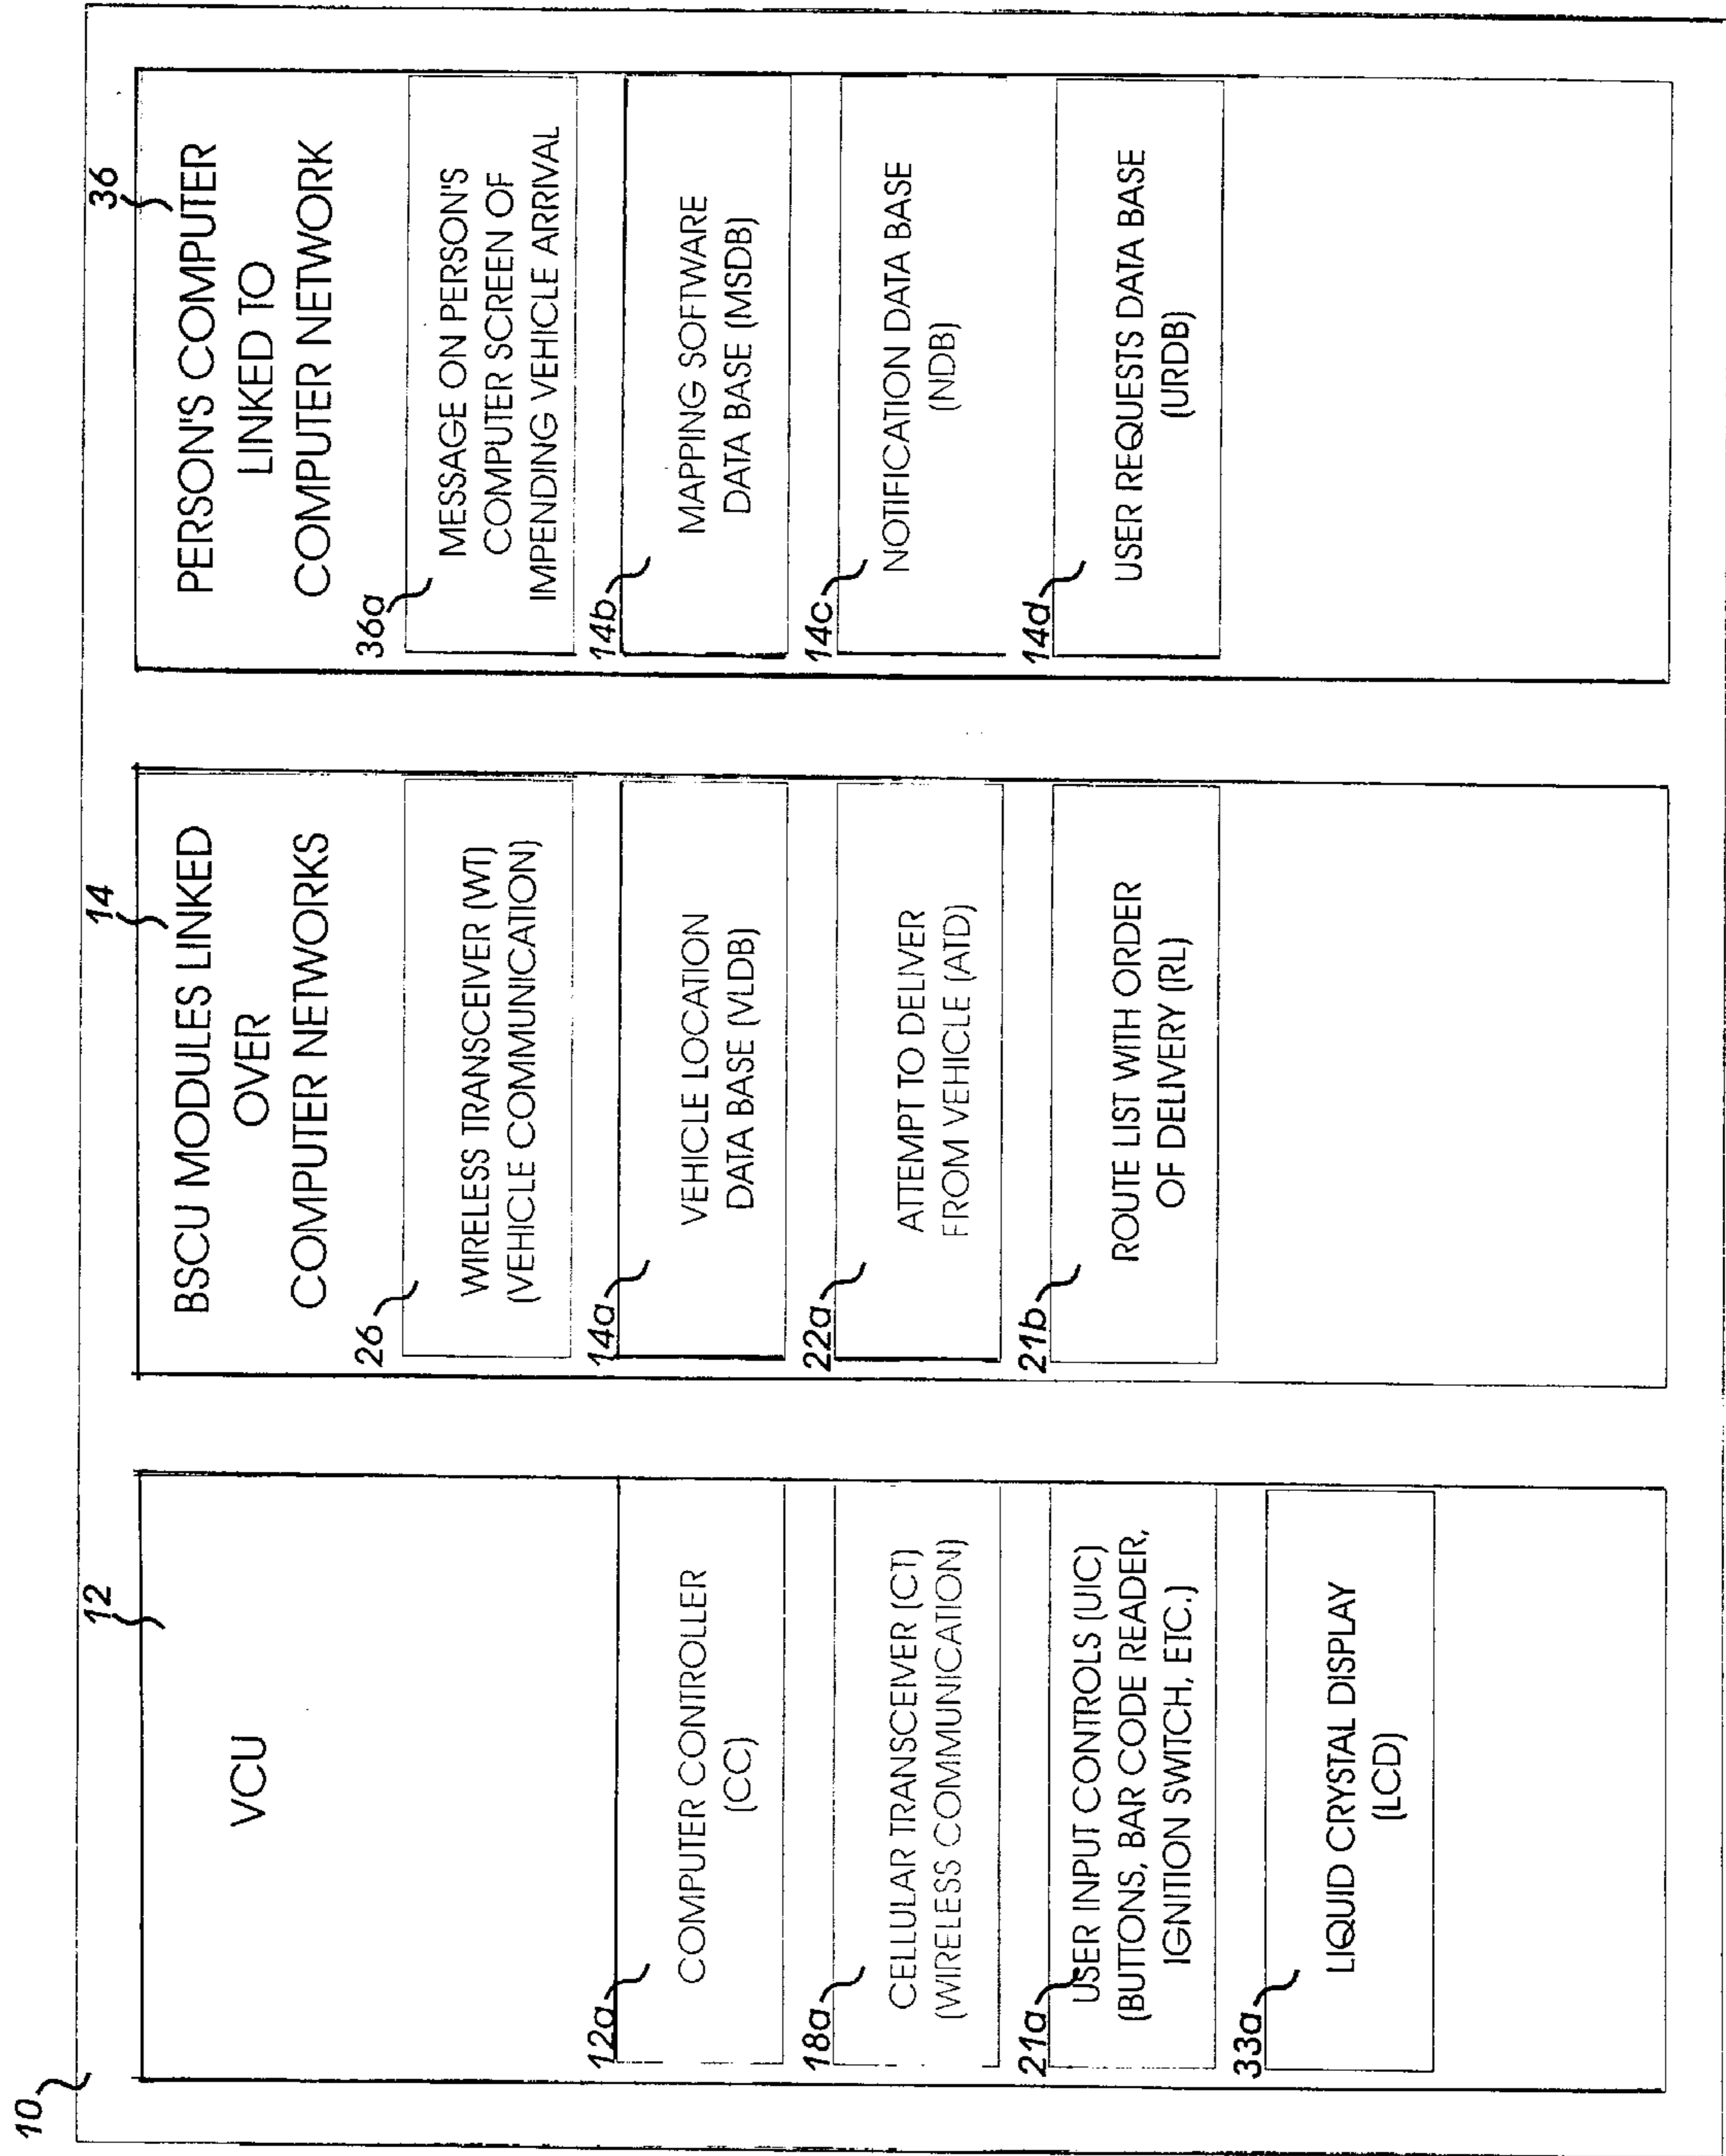 10
12
VCU
12a
COMPUTER CONTROLLER
(CC)
18a
CELLULAR TRANSCEIVER (CT)
(WIRELESS COMMUNICATION)
21a
USER INPUT CONTROLS (UIC)
(BUTTONS, BAR CODE READER,
IGNITION SWITCH, ETC.)
33a
LIQUID CRYSTAL DISPLAY
(LCD)
14
BSCU MODULES LINKED
OVER
COMPUTER NETWORKS
26
WIRELESS TRANSCEIVER (WT)
(VEHICLE COMMUNICATION)
14a
VEHICLE LOCATION
DATA BASE (VLDB)
22a
ATTEMPT TO DELIVER
FROM VEHICLE (ATD)
21b
ROUTE LIST WITH ORDER
OF DELIVERY (RL)
36
PERSON'S COMPUTER
LINKED TO
COMPUTER NETWORK
36a
MESSAGE ON PERSON'S
COMPUTER SCREEN OF
IMPENDING VEHICLE ARRIVAL
14b
MAPPING SOFTWARE
DATA BASE (MSDB)
14c
NOTIFICATION DATA BASE
(NDB)
14d
USER REQUESTS DATA BASE
(URDB)